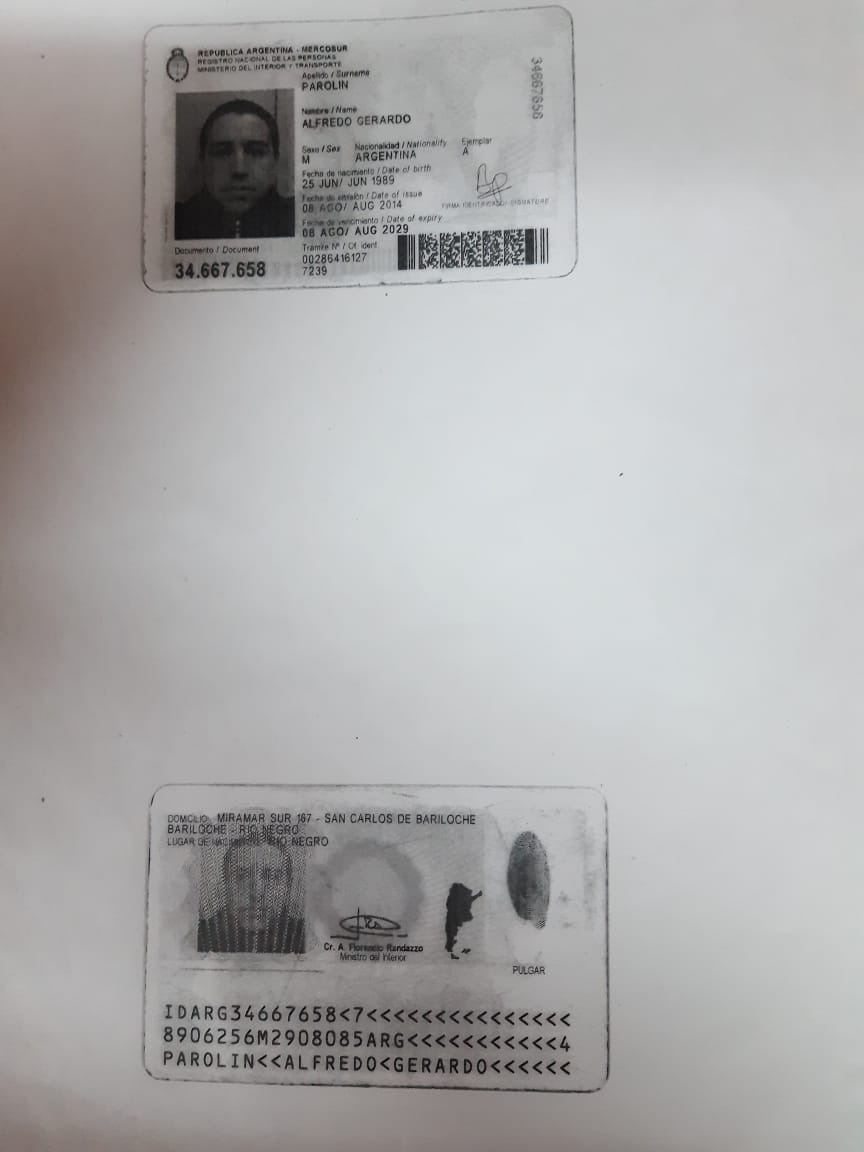 REPUBLICA ARGENTINA - MERCOSUR
REGISTRO NACIONAL DE LAS PERSONAS
MINISTERIO DEL INTERIOR Y TRANSPORTE
Apellido / Surname
PAROLIN
Nombre / Name
ALFREDO GERARDO
Sexo / Sex Nacionalidad / Nationality Ejemplar
M ARGENTINA A
Fecha de nacimiento / Date of birth
25 JUN/ JUN 1989
Fecha de emisión / Date of issue
08 AGO/ AUG 2014
FIRMA IDENTIFICADO/ SIGNATURE
Fecha de vencimiento / Date of expiry
08 AGO/ AUG 2029
Documento / Document
34.667.658
Tramite Nº / Of. ident.
00286416127
7239
34667658
DOMICILIO: MIRAMAR SUR 167 - SAN CARLOS DE BARILOCHE
BARILOCHE - RIO NEGRO
LUGAR DE RIO NEGRO
Cr. A. Florencio Randazzo
Ministro del Interior
PULGAR
IDARG34667658<7<<<<<<<<<<<<<<<
8906256M2908085ARG<<<<<<<<<<<4
PAROLIN<<ALFREDO<GERARDO<<<<<<